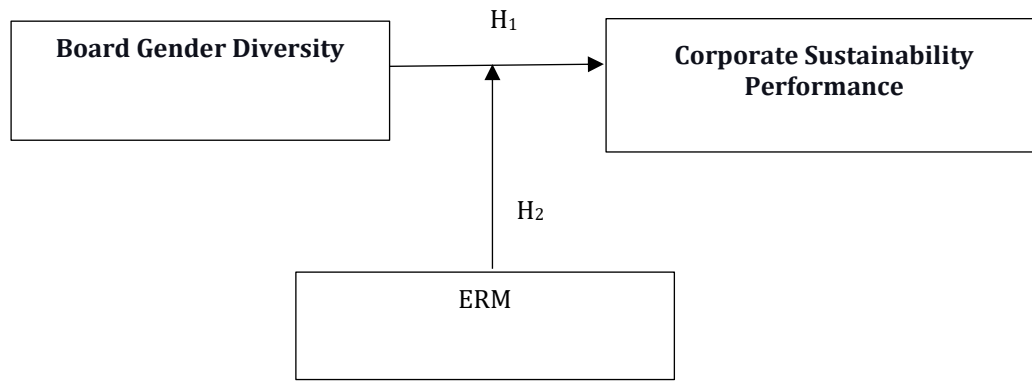 H1
Board Gender Diversity
Corporate Sustainability
Performance
H2
ERM